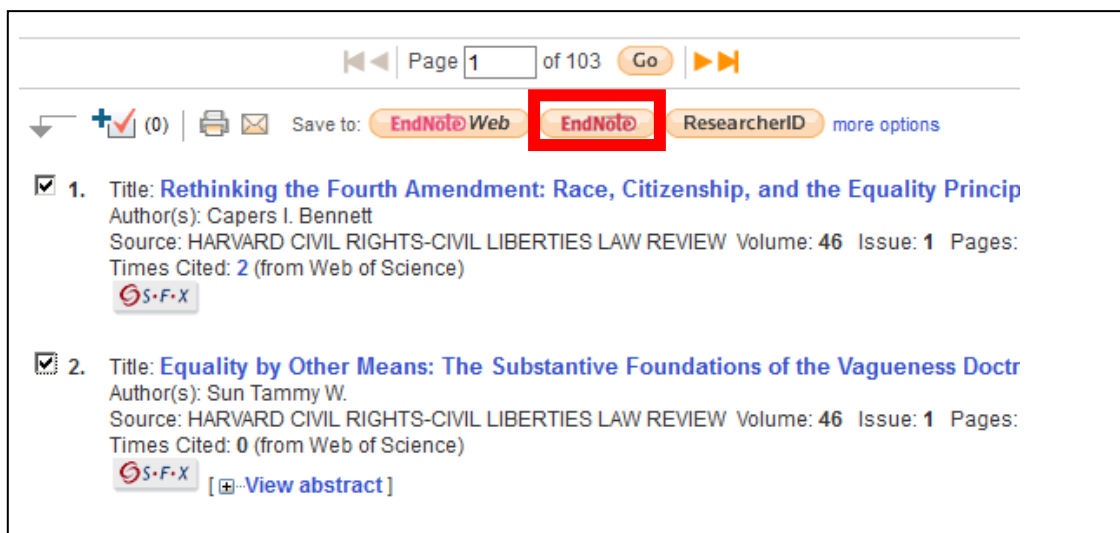 Page 1 of 103 Go
(0) Save to: EndNote Web EndNote ResearcherID more options
1. Title: Rethinking the Fourth Amendment: Race, Citizenship, and the Equality Princip
Author(s): Capers I. Bennett
Source: HARVARD CIVIL RIGHTS-CIVIL LIBERTIES LAW REVIEW Volume: 46 Issue: 1 Pages:
Times Cited: 2 (from Web of Science)
S·F·X
2. Title: Equality by Other Means: The Substantive Foundations of the Vagueness Doctr
Author(s): Sun Tammy W.
Source: HARVARD CIVIL RIGHTS-CIVIL LIBERTIES LAW REVIEW Volume: 46 Issue: 1 Pages:
Times Cited: 0 (from Web of Science)
S·F·X [ View abstract ]